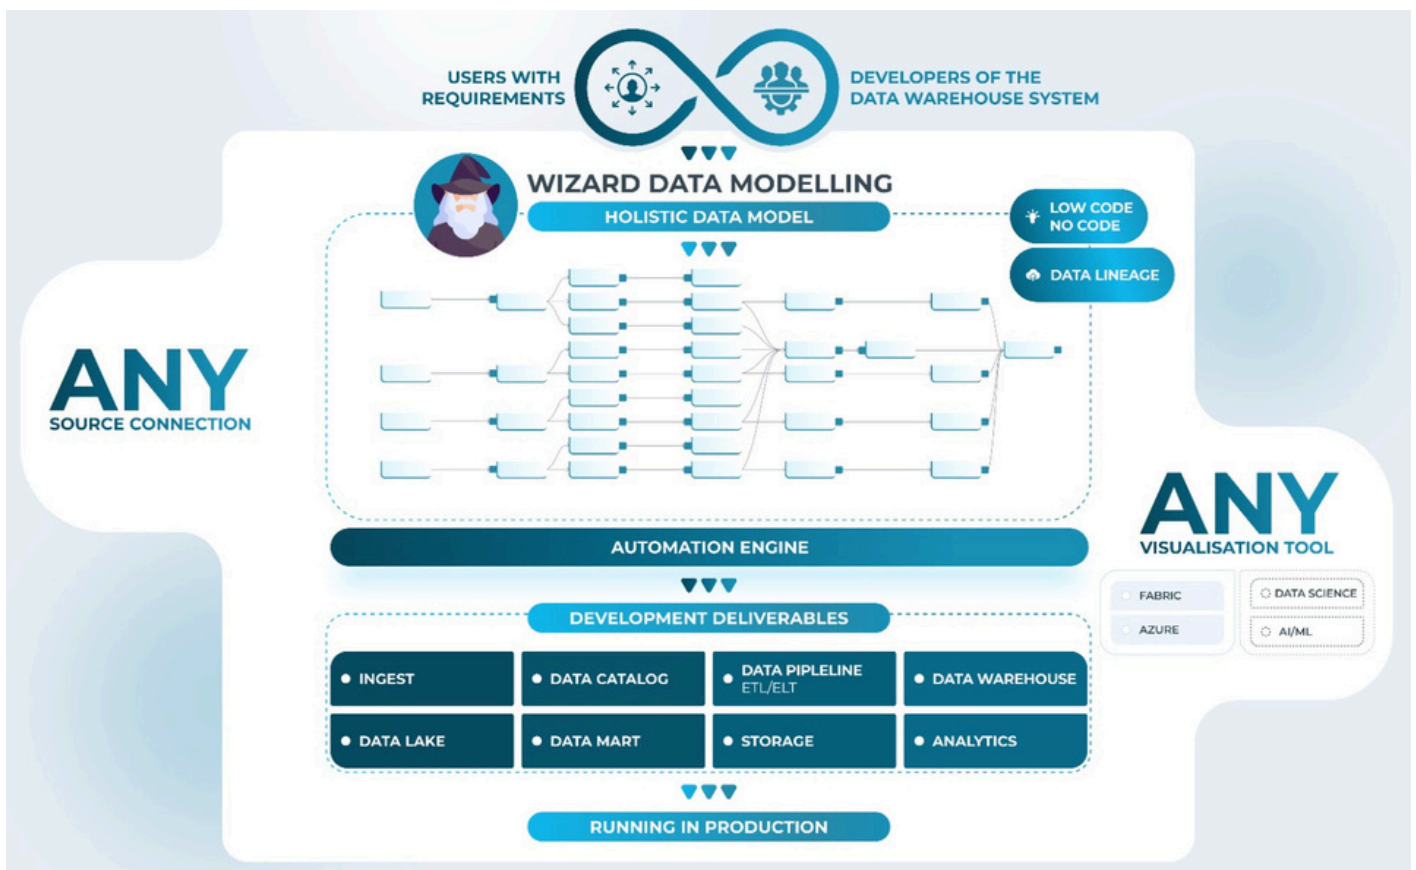 USERS WITH
REQUIREMENTS
DEVELOPERS OF THE
DATA WAREHOUSE SYSTEM
WIZARD DATA MODELLING
HOLISTIC DATA MODEL
LOW CODE
NO CODE
DATA LINEAGE
ANY
SOURCE CONNECTION
ANY
VISUALISATION TOOL
FABRIC
DATA SCIENCE
AZURE
AI/ML
AUTOMATION ENGINE
DEVELOPMENT DELIVERABLES
INGEST
DATA CATALOG
DATA PIPLELINE
ETL/ELT
DATA WAREHOUSE
DATA LAKE
DATA MART
STORAGE
ANALYTICS
RUNNING IN PRODUCTION